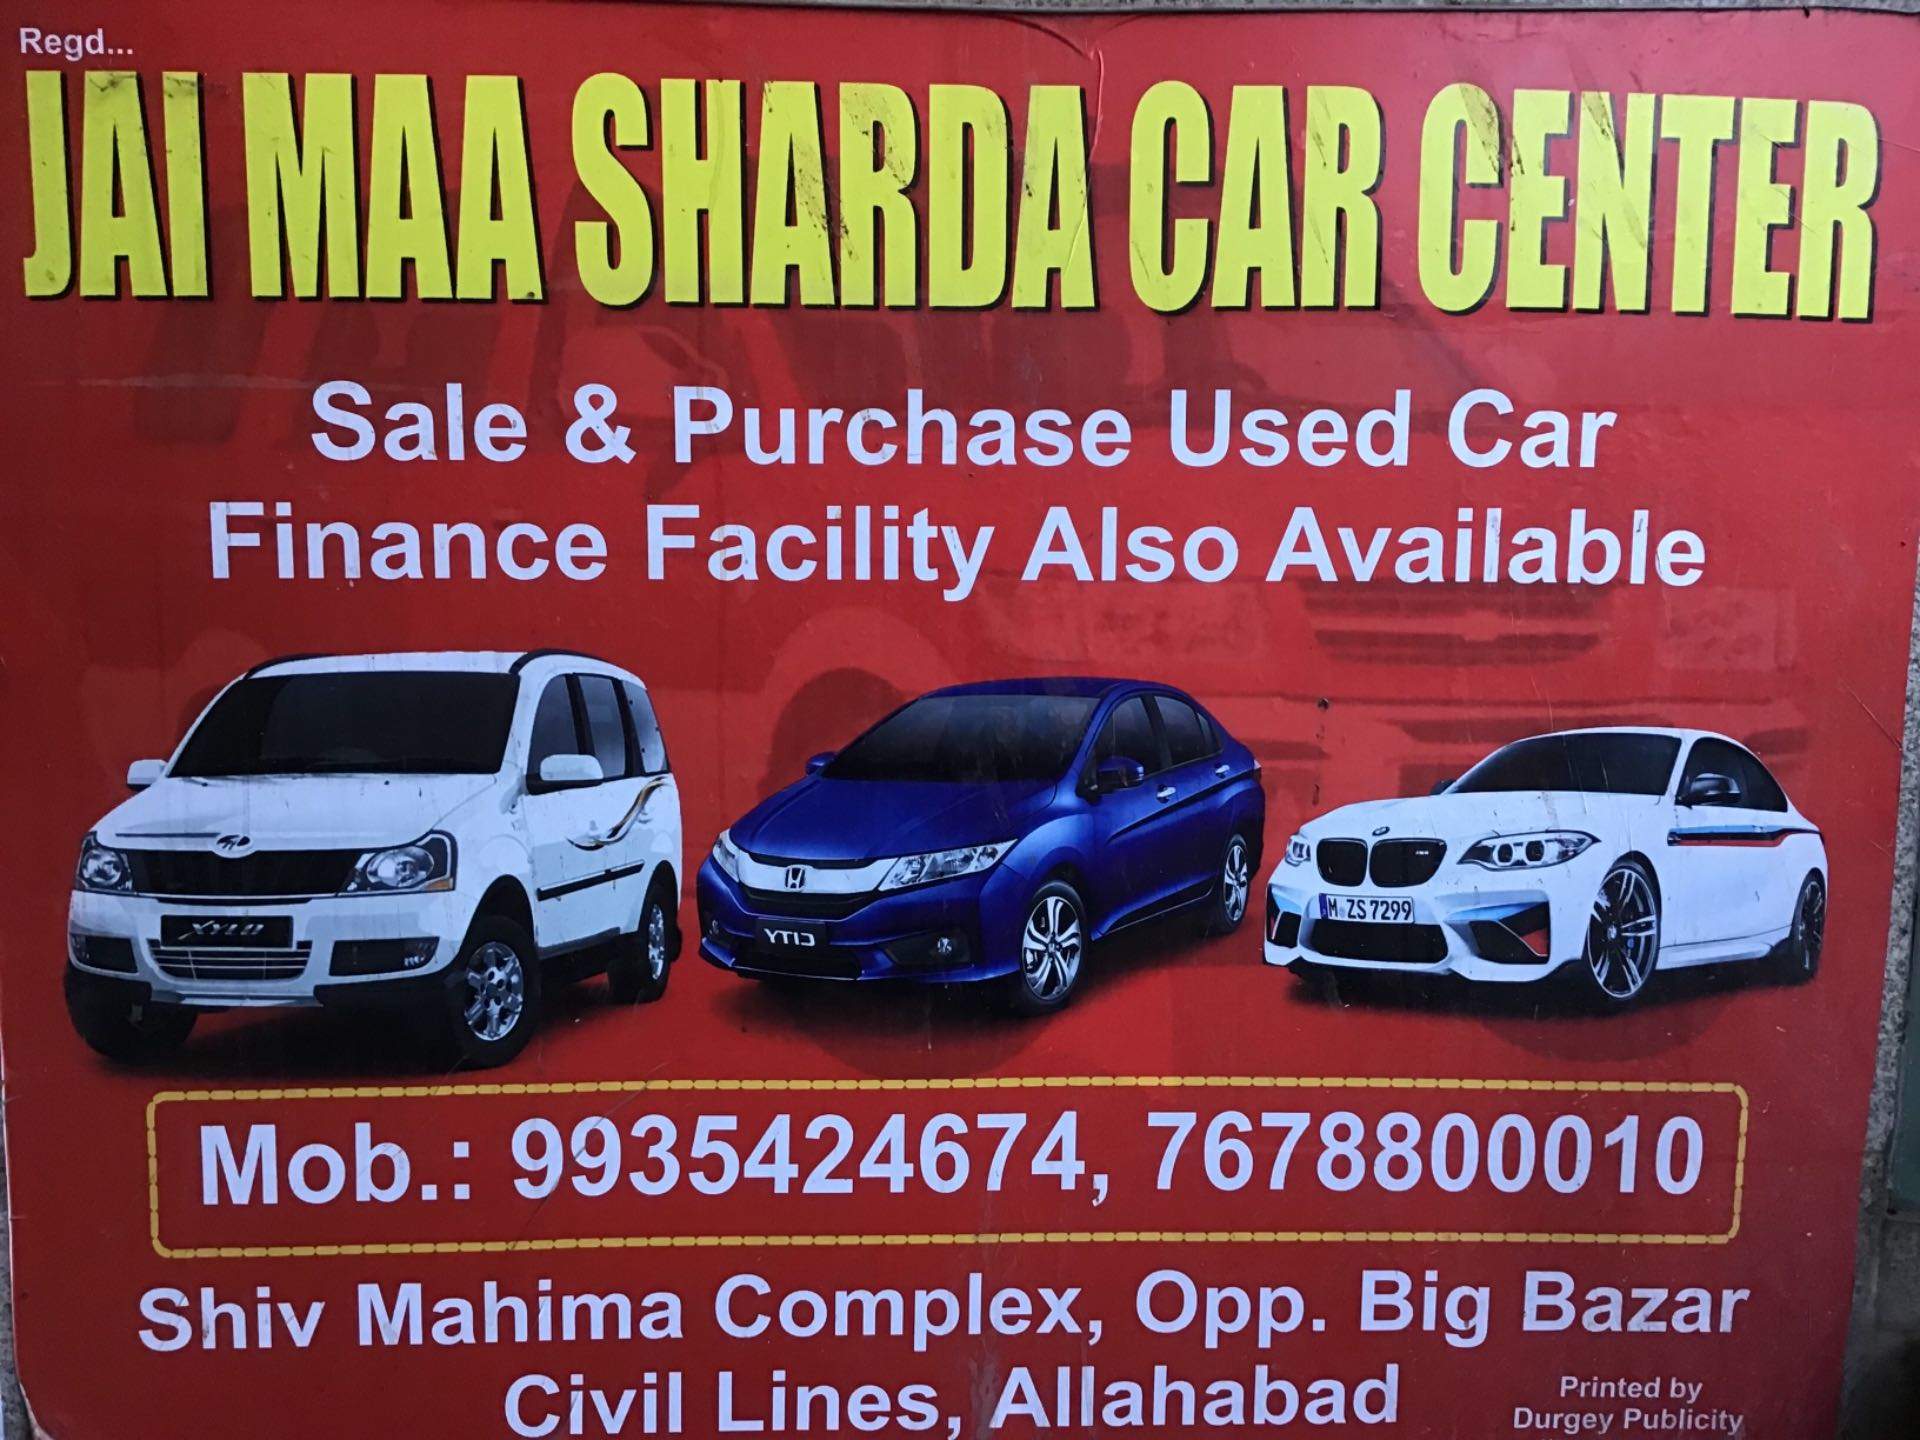 Regd...
JAI MAA SHARDA CAR CENTER
Sale & Purchase Used Car
Finance Facility Also Available
XYLO
CITY
M ZS 7299
Mob.: 9935424674, 7678800010
Shiv Mahima Complex, Opp. Big Bazar
Civil Lines, Allahabad
Printed by
Durgey Publicity